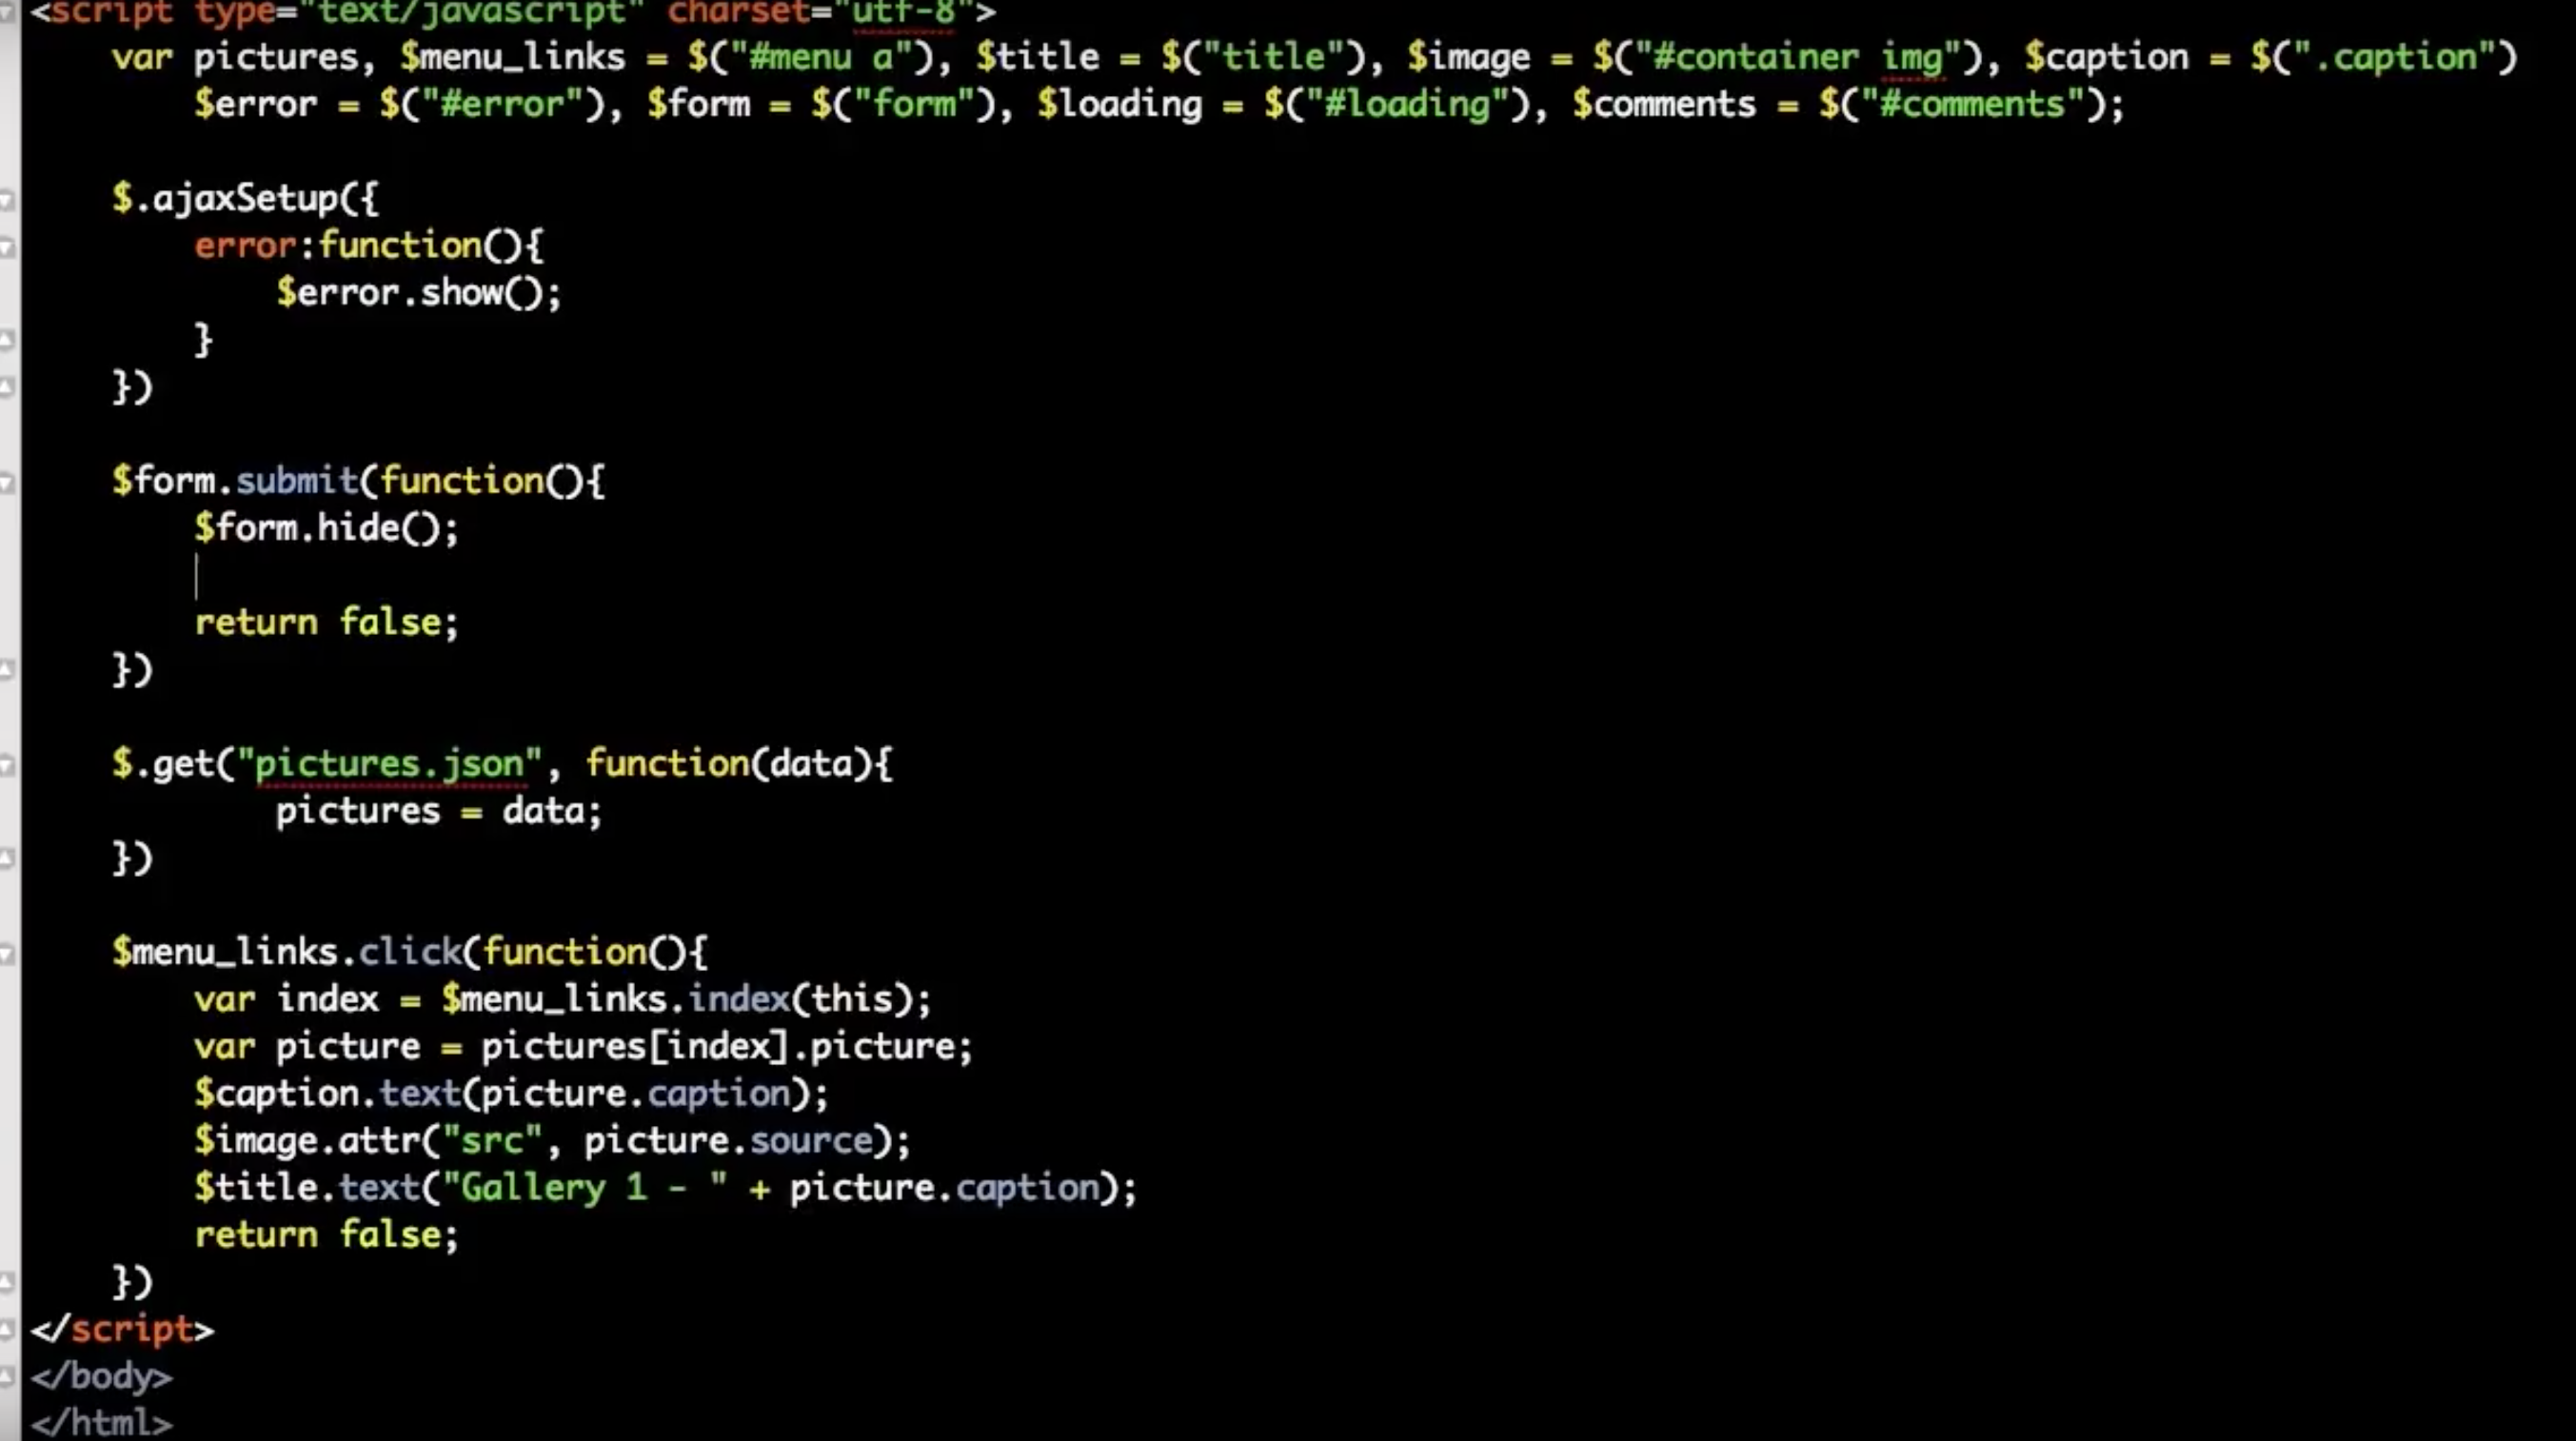 <script type="text/javascript" charset="utf-8">
var pictures, $menu_links = $("#menu a"), $title = $("title"), $image = $("#container img"), $caption = $(".caption")
$error = $("#error"), $form = $("form"), $loading = $("#loading"), $comments = $("#comments");
$.ajaxSetup({
error:function(){
$error.show();
}
})
$form.submit(function(){
$form.hide();
return false;
})
$.get("pictures.json", function(data){
pictures = data;
})
$menu_links.click(function(){
var index = $menu_links.index(this);
var picture = pictures[index].picture;
$caption.text(picture.caption);
$image.attr("src", picture.source);
$title.text("Gallery 1 - " + picture.caption);
return false;
})
</script>
</body>
</html>